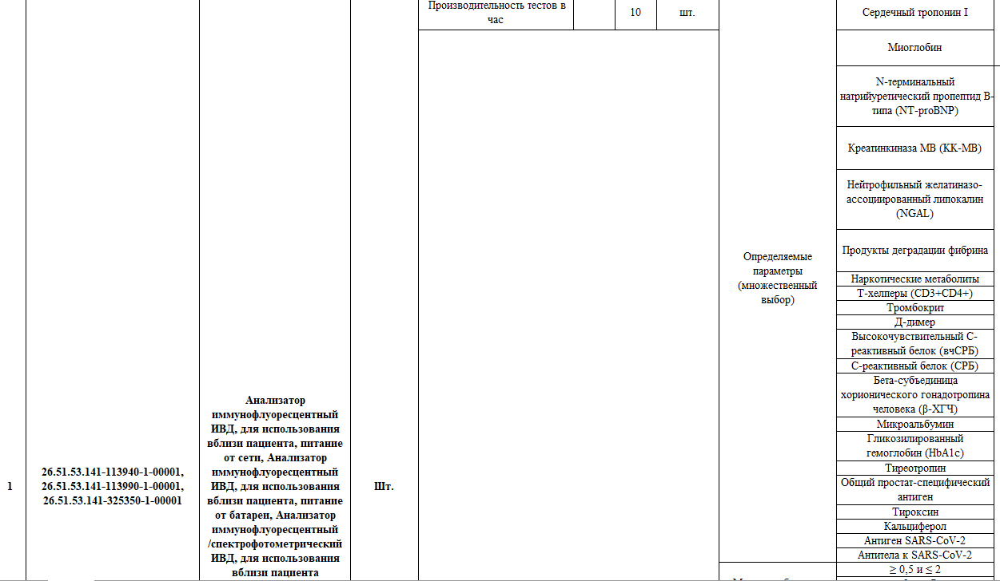 Производительность тестов в
час
10
шт.
Сердечный тропонин I
Миоглобин
N-терминальный
натрийуретический пропептид В-
типа (NT-proBNP)
Креатинкиназа МВ (КК-МВ)
Нейтрофильный желатиназо-
ассоциированный липокалин
(NGAL)
Продукты деградации фибрина
Наркотические метаболиты
Т-хелперы (CD3+CD4+)
Тромбокрит
Д-димер
Высокочувствительный С-
реактивный белок (вчСРБ)
С-реактивный белок (СРБ)
Бета-субъединица
хорионического гонадотропина
человека (β-ХГЧ)
Микроальбумин
Гликозилированный
гемоглобин (HbA1c)
Тиреотропин
Общий простат-специфический
антиген
Тироксин
Кальциферол
Антиген SARS-CoV-2
Антитела к SARS-CoV-2
≥ 0,5 и ≤ 2
Определяемые
параметры
(множественный
выбор)
1
26.51.53.141-113940-1-00001,
26.51.53.141-113990-1-00001,
26.51.53.141-325350-1-00001
Анализатор
иммунофлуоресцентный
ИВД, для использования
вблизи пациента, питание
от сети, Анализатор
иммунофлуоресцентный
ИВД, для использования
вблизи пациента, питание
от батареи, Анализатор
иммунофлуоресцентный
/спектрофотометрический
ИВД, для использования
вблизи пациента
Шт.